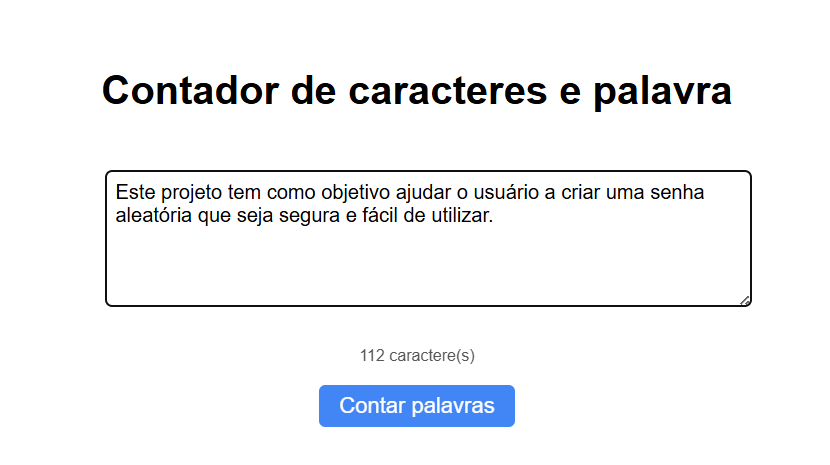 Contador de caracteres e palavra
Este projeto tem como objetivo ajudar o usuário a criar uma senha
aleatória que seja segura e fácil de utilizar.
112 caractere(s)
Contar palavras